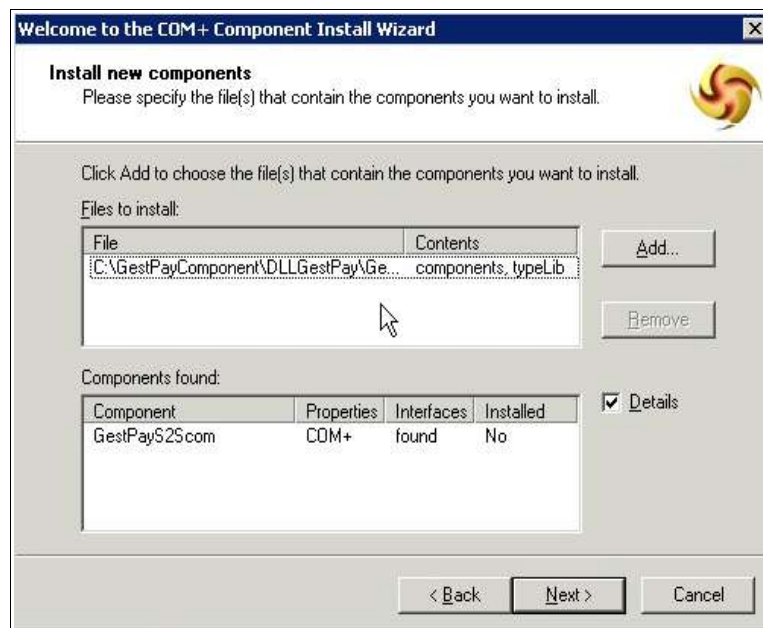 Welcome to the COM+ Component Install Wizard
Install new components
Please specify the file(s) that contain the components you want to install.
Click Add to choose the file(s) that contain the components you want to install.
Files to install:
File Contents
C:\GestPayComponent\DLLGestPay\Ge... components, typeLib
Add...
Remove
Components found:
Component Properties Interfaces Installed
GestPayS2Scom COM+ found No
Details
< Back Next > Cancel